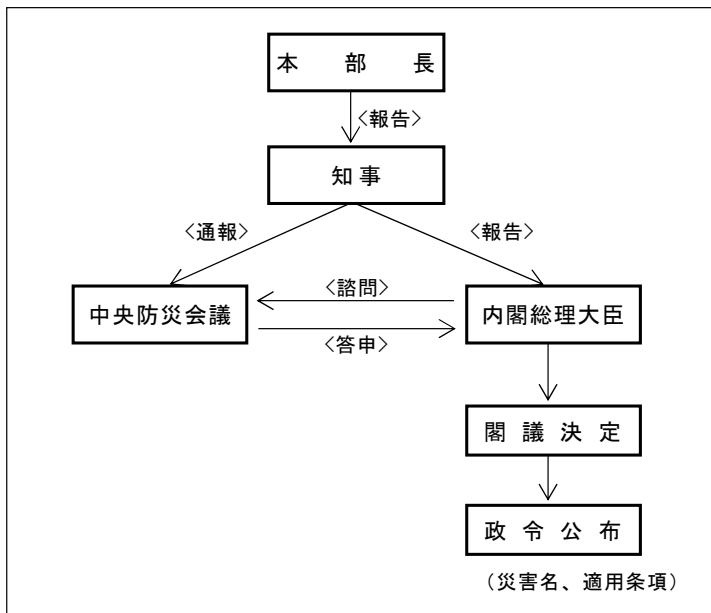 本部長
〈報告〉
知事
〈通報〉
〈報告〉
中央防災会議
〈諮問〉
〈答申〉
内閣総理大臣
閣議決定
政令公布
（災害名、適用条項）